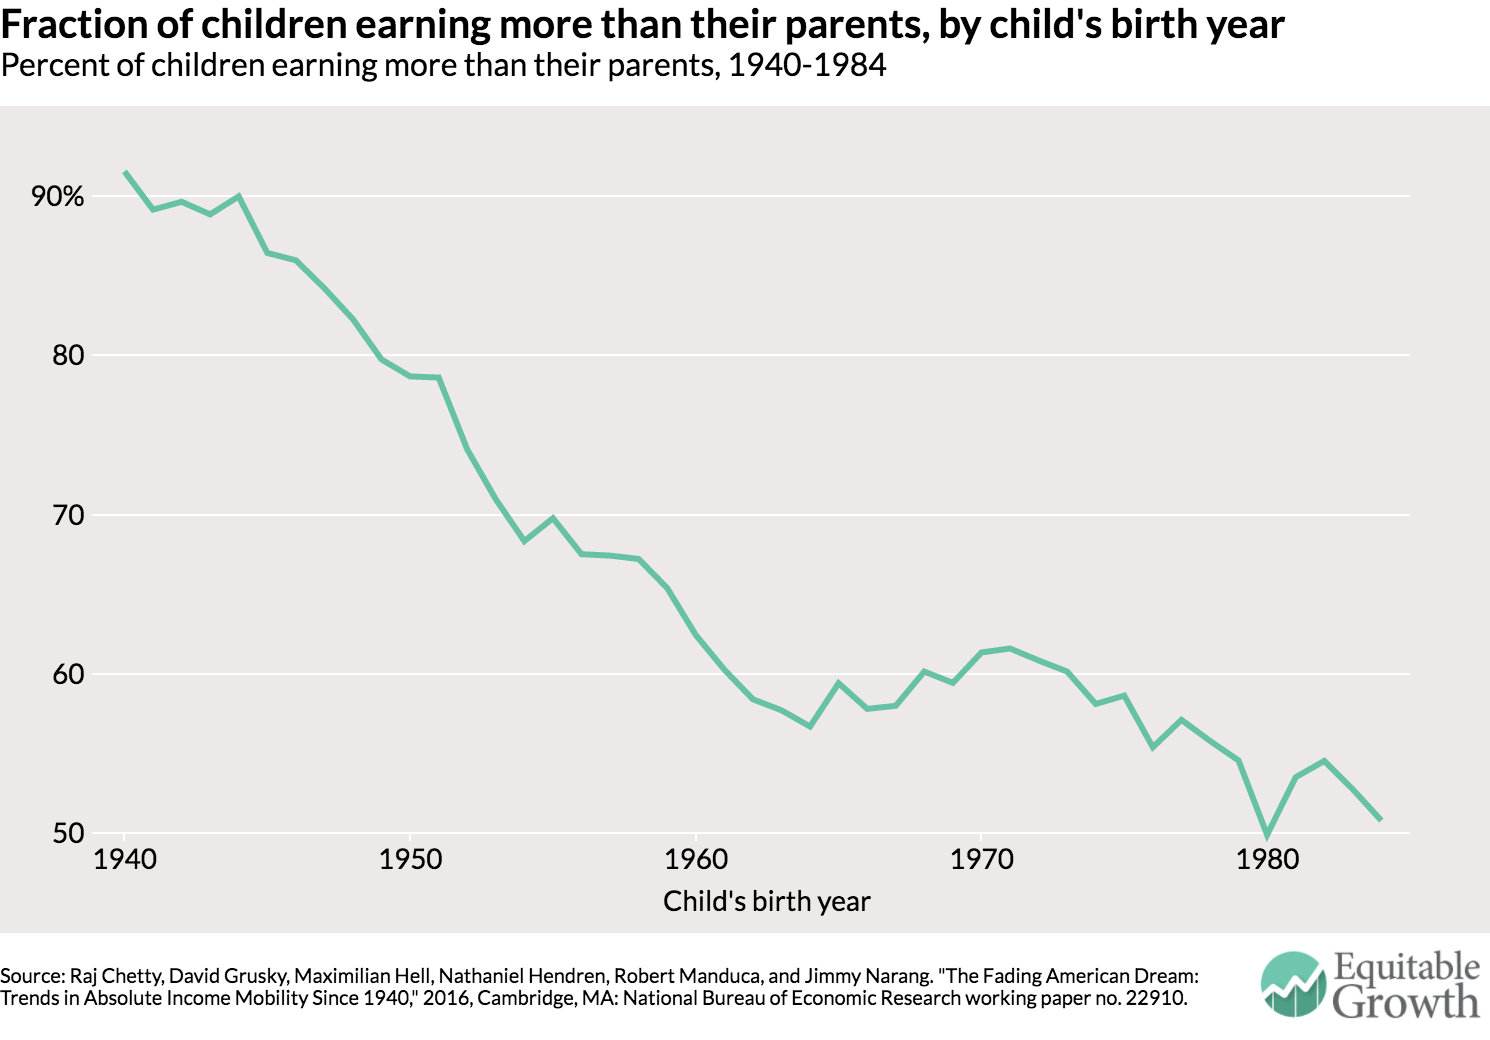 Fraction of children earning more than their parents, by child's birth year
Percent of children earning more than their parents, 1940-1984
90%
80
70
60
50
1940 1950 1960 1970 1980
Child's birth year
Source: Raj Chetty, David Grusky, Maximilian Hell, Nathaniel Hendren, Robert Manduca, and Jimmy Narang. "The Fading American Dream:
Trends in Absolute Income Mobility Since 1940," 2016, Cambridge, MA: National Bureau of Economic Research working paper no. 22910.
Equitable
Growth